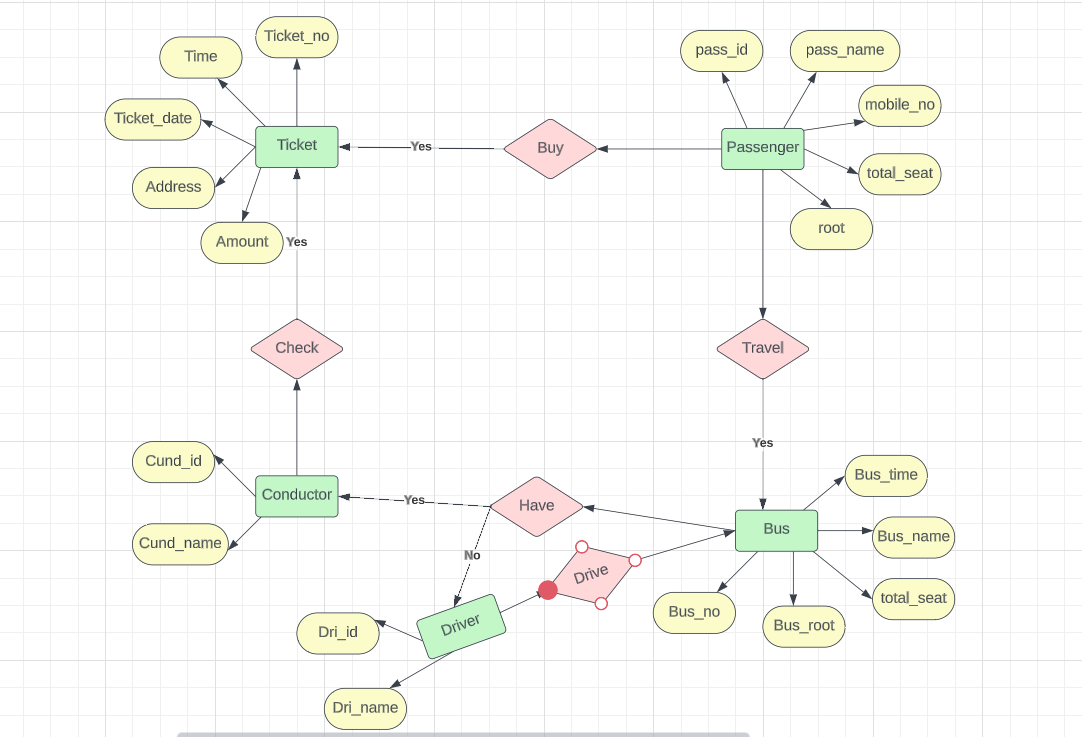 Ticket_no
Time
pass_id
pass_name
mobile_no
Ticket_date
Ticket
Yes
Buy
Passenger
total_seat
Address
root
Amount
Yes
Check
Travel
Yes
Cund_id
Conductor
Yes
Have
Bus_time
Bus
Bus_name
Cund_name
No
Drive
total_seat
Bus_no
Bus_root
Driver
Dri_id
Dri_name